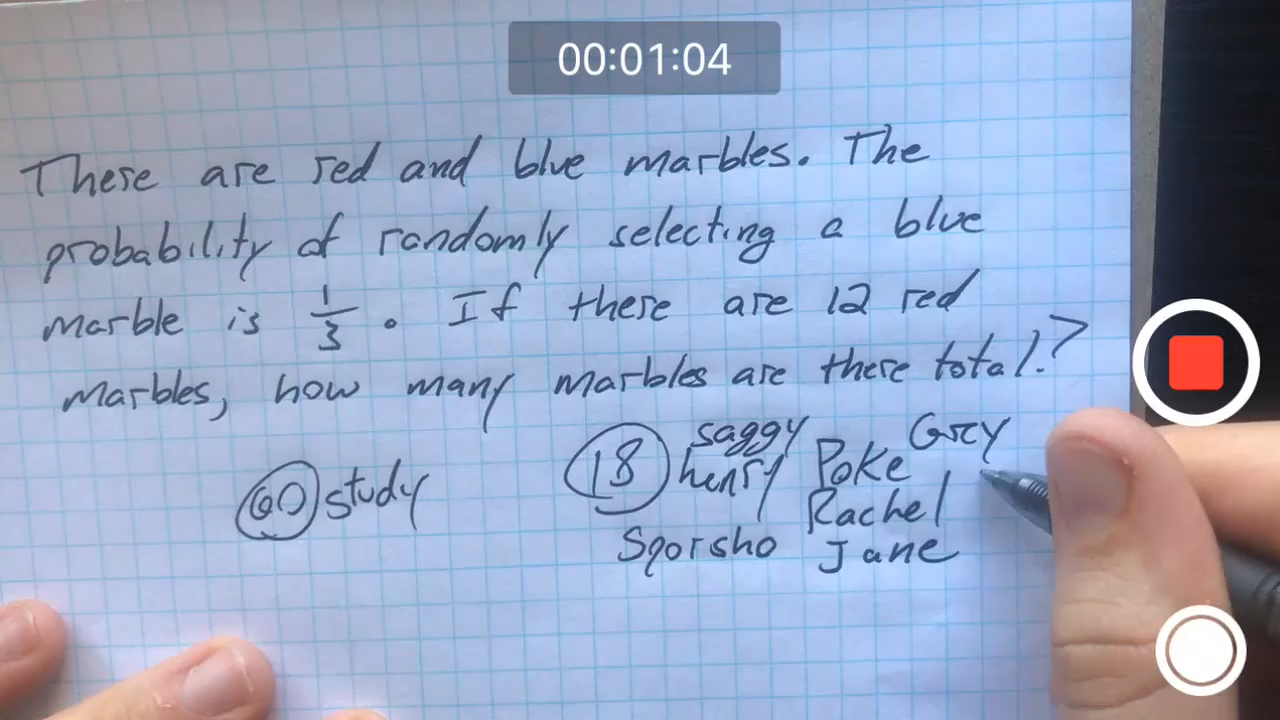 00:01:04
There are red and blue marbles. The
probability of randomly selecting a blue
marble is 1/3. If there are 12 red
marbles, how many marbles are there total?
60 study
18 saggy Grey
henry Poke
Rachel
Sqorsho Jane